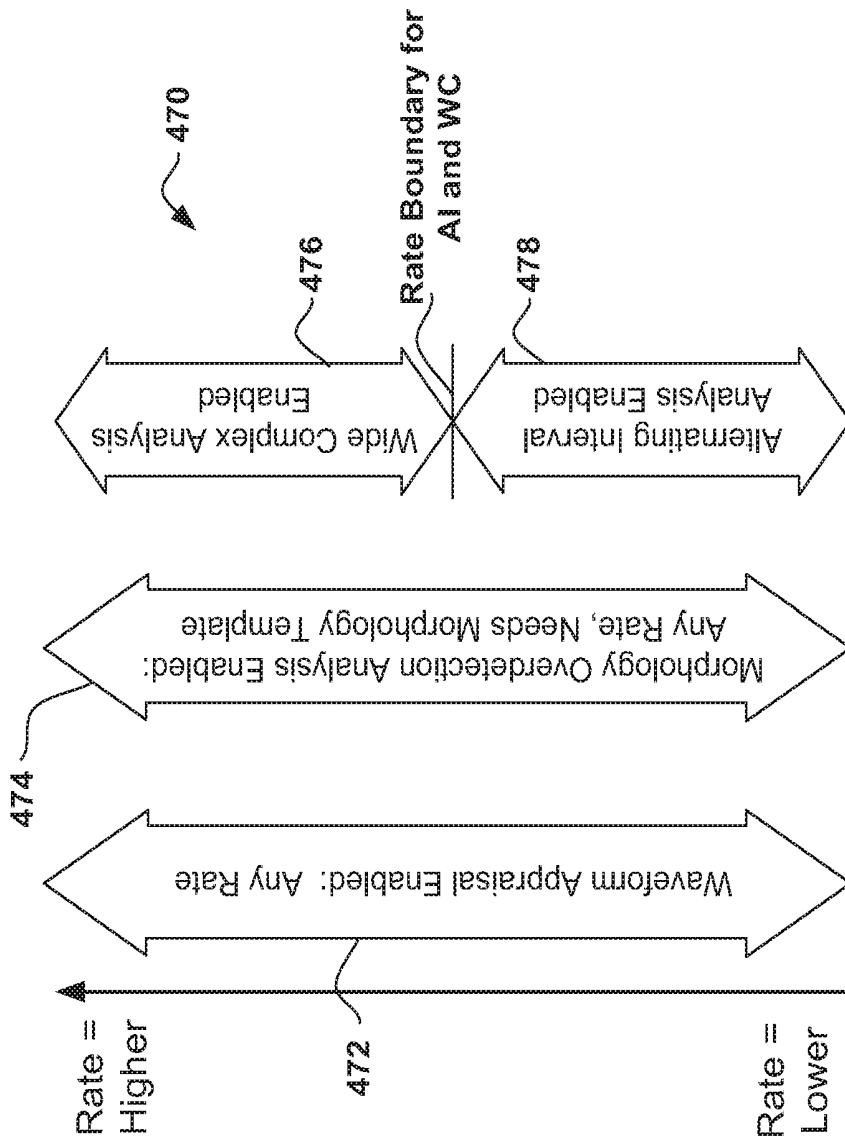 Rate =
Higher
Rate =
Lower
472
Waveform Appraisal Enabled: Any Rate
474
Morphology Overdetection Analysis Enabled:
Any Rate, Needs Morphology Template
Wide Complex Analysis
Enabled
476
470
Rate Boundary for
AI and WC
Alternating Interval
Analysis Enabled
478